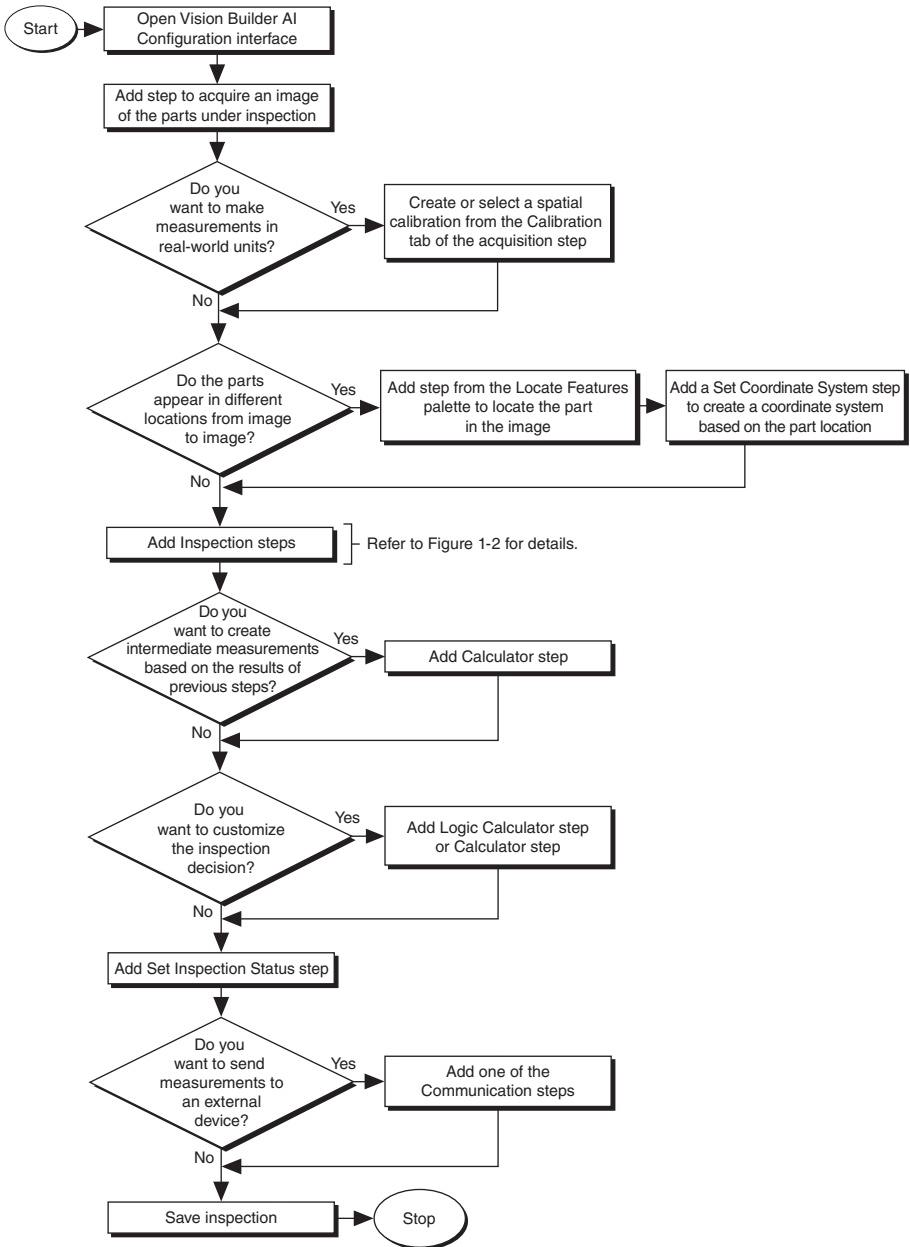 Start
Open Vision Builder AI
Configuration interface
Add step to acquire an image
of the parts under inspection
Do you
want to make
measurements in
real-world units?
Yes
Create or select a spatial
calibration from the Calibration
tab of the acquisition step
No
Do the parts
appear in different
locations from image
to image?
Yes
Add step from the Locate Features
palette to locate the part
in the image
Add a Set Coordinate System step
to create a coordinate system
based on the part location
No
Add Inspection steps
Refer to Figure 1-2 for details.
Do you
want to create
intermediate measurements
based on the results of
previous steps?
Yes
Add Calculator step
No
Do you
want to customize
the inspection
decision?
Yes
Add Logic Calculator step
or Calculator step
No
Add Set Inspection Status step
Do you
want to send
measurements to
an external
device?
Yes
Add one of the
Communication steps
No
Save inspection
Stop